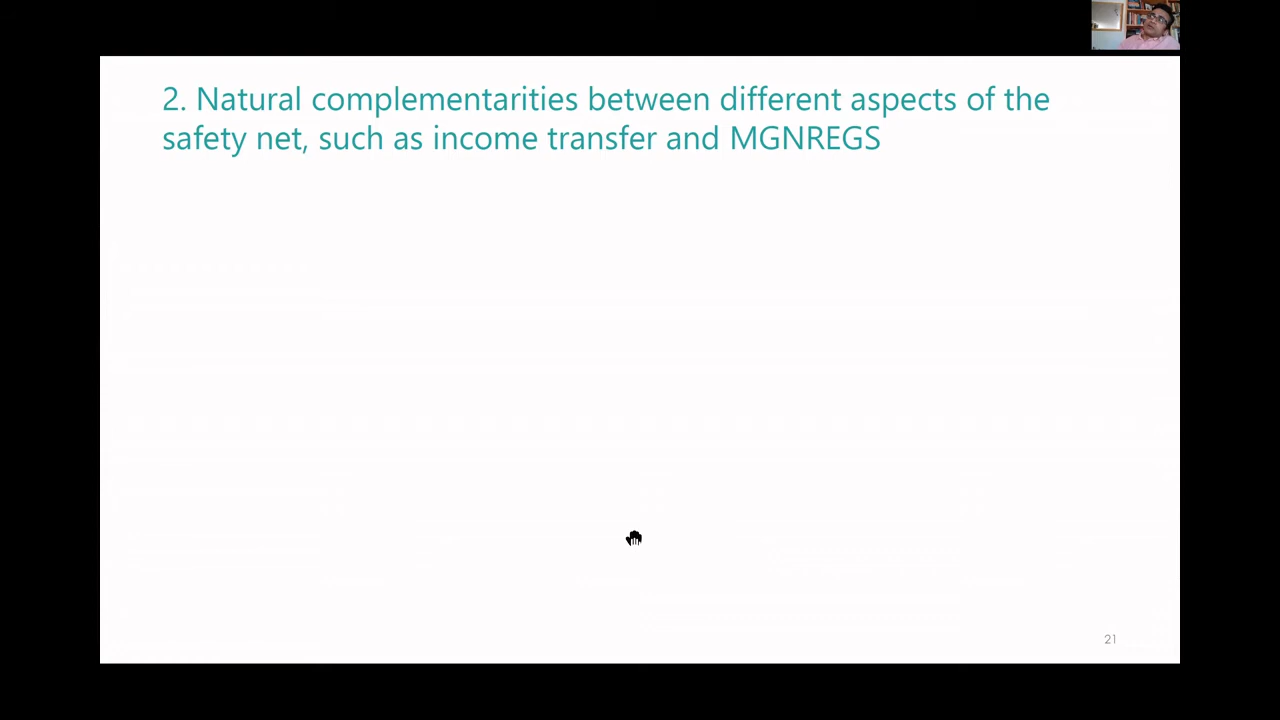 2. Natural complementarities between different aspects of the
safety net, such as income transfer and MGNREGS
21